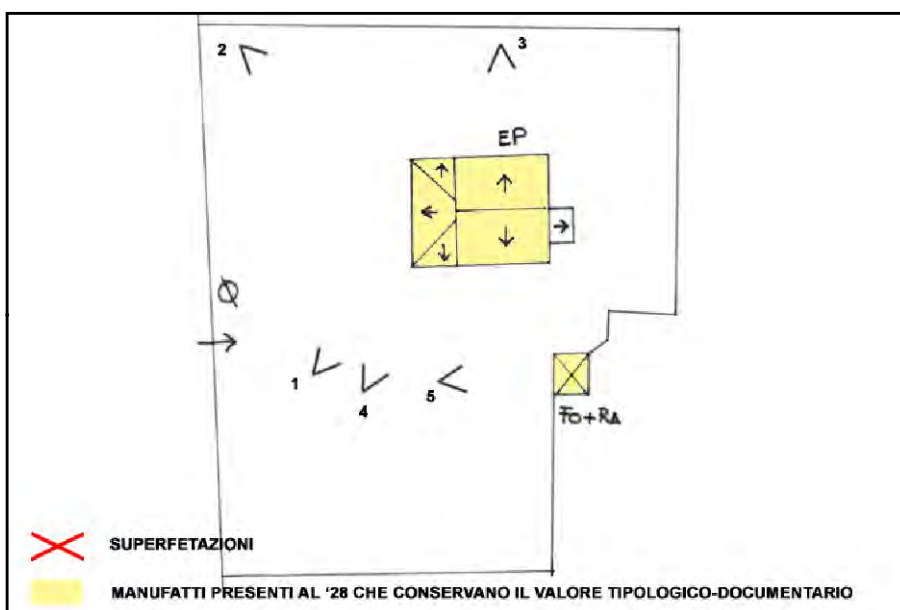 2
3
EP
Ø
1
4
5
FO+RA
SUPERFETAZIONI
MANUFATTI PRESENTI AL '28 CHE CONSERVANO IL VALORE TIPOLOGICO-DOCUMENTARIO